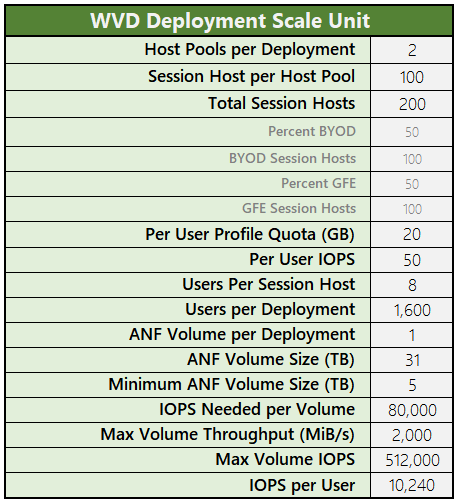 WVD Deployment Scale Unit
Host Pools per Deployment 2
Session Host per Host Pool 100
Total Session Hosts 200
Percent BYOD 50
BYOD Session Hosts 100
Percent GFE 50
GFE Session Hosts 100
Per User Profile Quota (GB) 20
Per User IOPS 50
Users Per Session Host 8
Users per Deployment 1,600
ANF Volume per Deployment 1
ANF Volume Size (TB) 31
Minimum ANF Volume Size (TB) 5
IOPS Needed per Volume 80,000
Max Volume Throughput (MiB/s) 2,000
Max Volume IOPS 512,000
IOPS per User 10,240